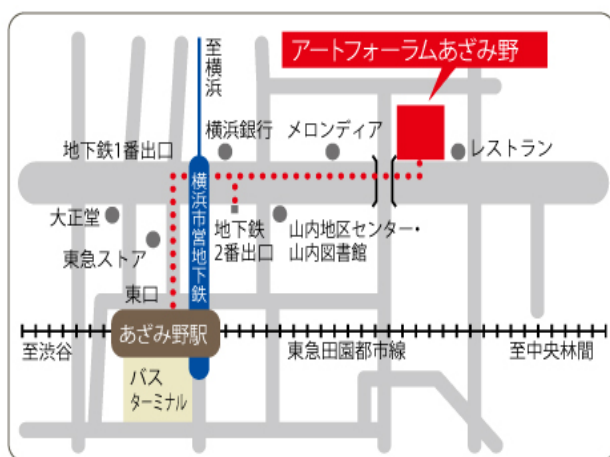 至横浜
アートフォーラムあざみ野
地下鉄1番出口
横浜銀行
メロンディア
レストラン
横浜市営地下鉄
大正堂
東急ストア
地下鉄
2番出口
山内地区センター・
山内図書館
東口
あざみ野駅
至渋谷
東急田園都市線
至中央林間
バス
ターミナル